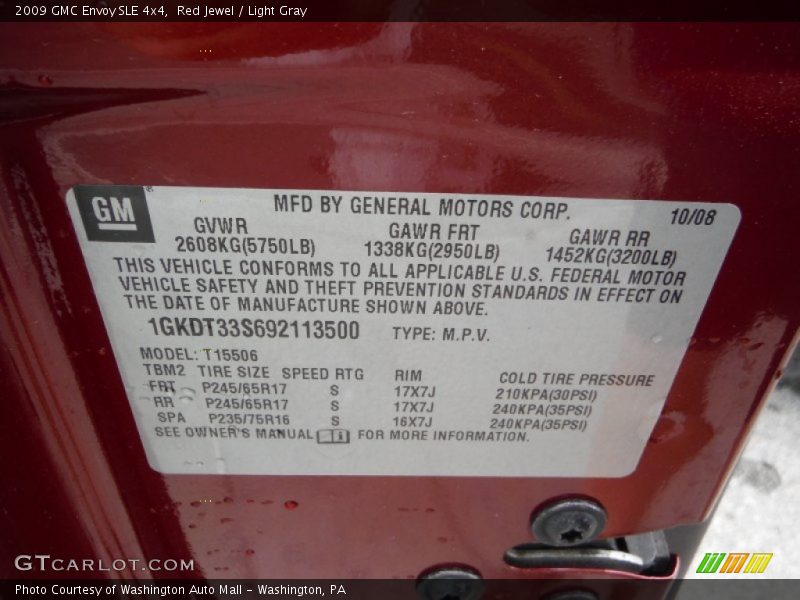 2009 GMC Envoy SLE 4x4,  Red Jewel / Light Gray
GM
MFD BY GENERAL MOTORS CORP.
10/08
GVWR GAWR FRT GAWR RR
2608KG(5750LB) 1338KG(2950LB) 1452KG(3200LB)
THIS VEHICLE CONFORMS TO ALL APPLICABLE U.S. FEDERAL MOTOR
VEHICLE SAFETY AND THEFT PREVENTION STANDARDS IN EFFECT ON
THE DATE OF MANUFACTURE SHOWN ABOVE.
1GKDT33S692113500 TYPE: M.P.V.
MODEL: T15506
TBM2 TIRE SIZE SPEED RTG RIM COLD TIRE PRESSURE
FRT P245/65R17 S 17X7J 210KPA(30PSI)
RR P245/65R17 S 17X7J 240KPA(35PSI)
SPA P235/75R16 S 16X7J 240KPA(35PSI)
SEE OWNER'S MANUAL FOR MORE INFORMATION.
GTCARLOT.COM
Photo Courtesy of Washington Auto Mall - Washington, PA